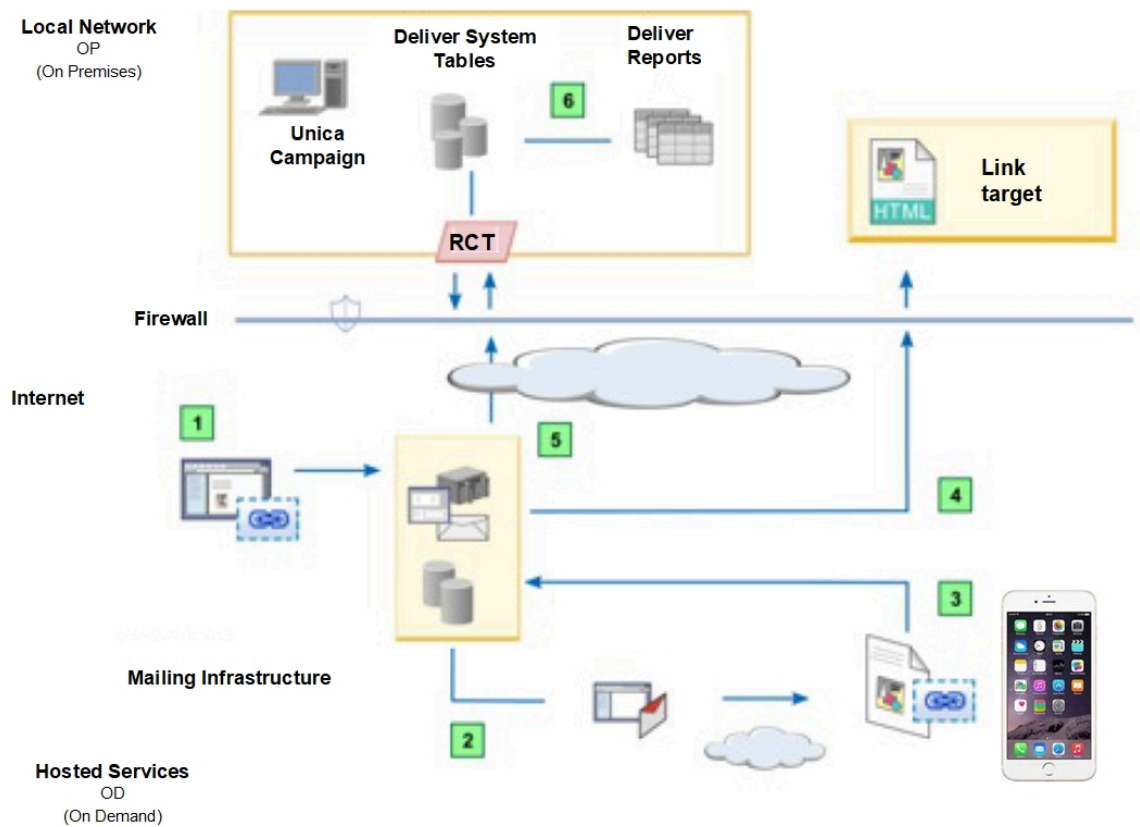 Local Network
OP
(On Premises)
Unica
Campaign
Deliver System
Tables
6
Deliver
Reports
RCT
HTML
Link
target
Firewall
Internet
1
5
4
3
Mailing Infrastructure
2
Hosted Services
OD
(On Demand)